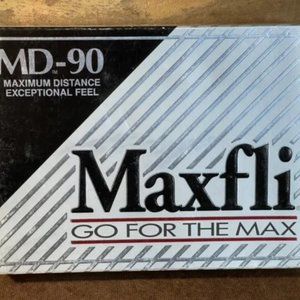 MD-90
MAXIMUM DISTANCE
EXCEPTIONAL FEEL
Maxfli
GO FOR THE MAX